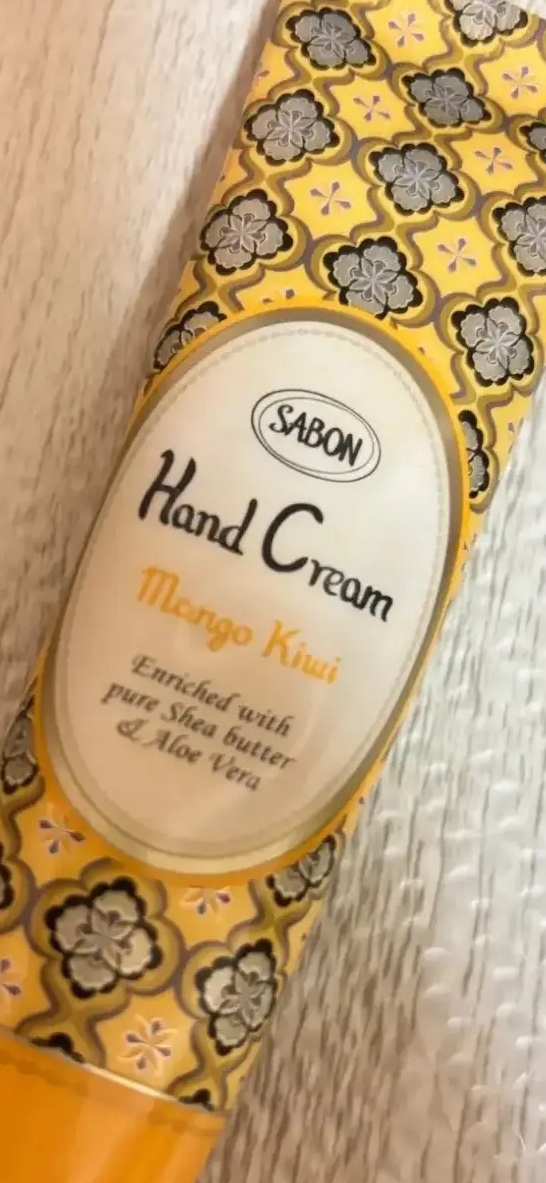 SABON
Hand Cream
Mango Kiwi
Enriched with
pure Shea butter
& Aloe Vera